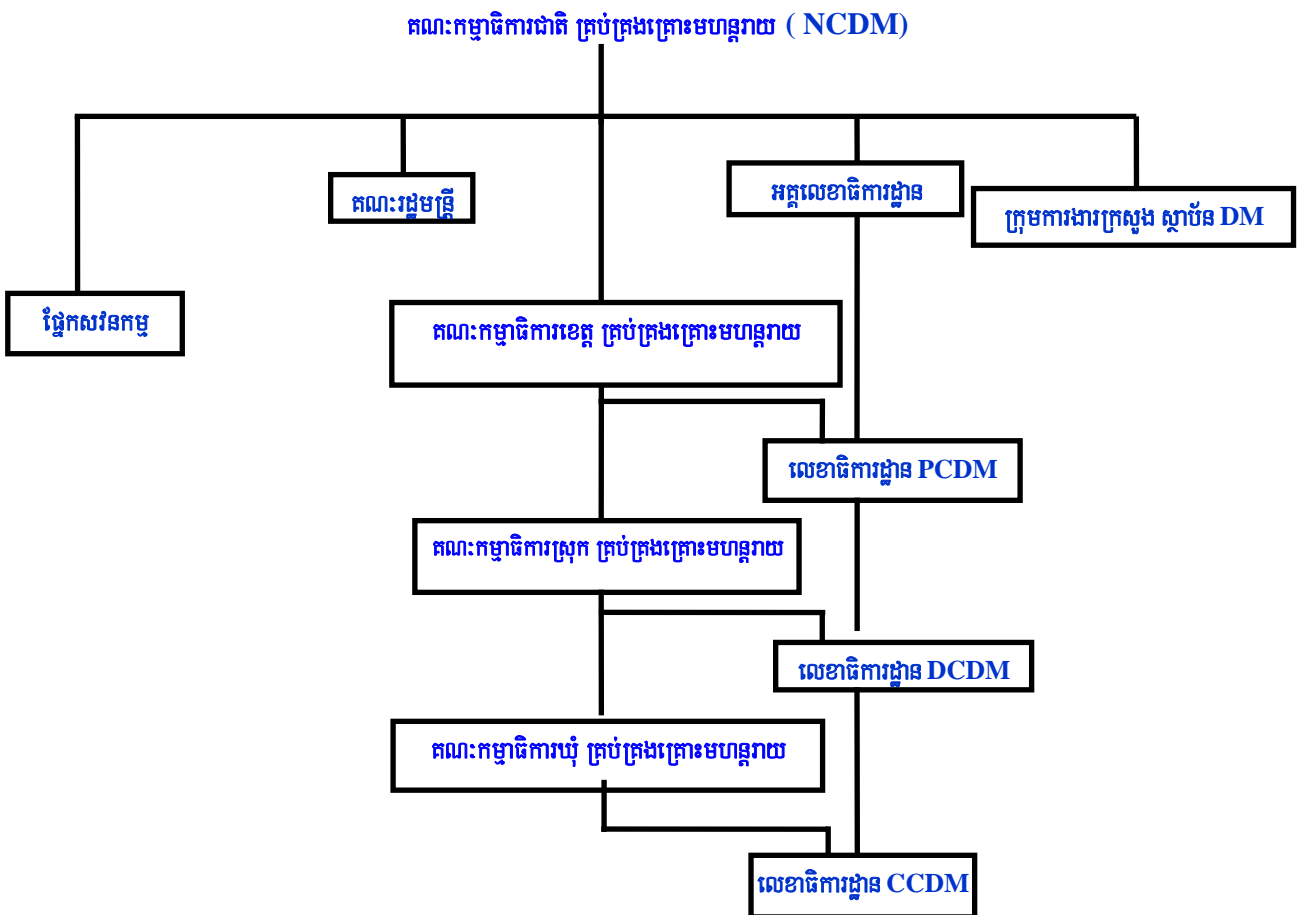 គណៈកម្មាធិការជាតិ គ្រប់គ្រងគ្រោះមហន្តរាយ ( NCDM)
គណៈរដ្ឋមន្ត្រី
អគ្គលេខាធិការដ្ឋាន
ក្រុមការងារក្រសួង ស្ថាប័ន DM
ផ្នែកសវនកម្ម
គណៈកម្មាធិការខេត្ត គ្រប់គ្រងគ្រោះមហន្តរាយ
លេខាធិការដ្ឋាន PCDM
គណៈកម្មាធិការស្រុក គ្រប់គ្រងគ្រោះមហន្តរាយ
លេខាធិការដ្ឋាន DCDM
គណៈកម្មាធិការឃុំ គ្រប់គ្រងគ្រោះមហន្តរាយ
លេខាធិការដ្ឋាន CCDM